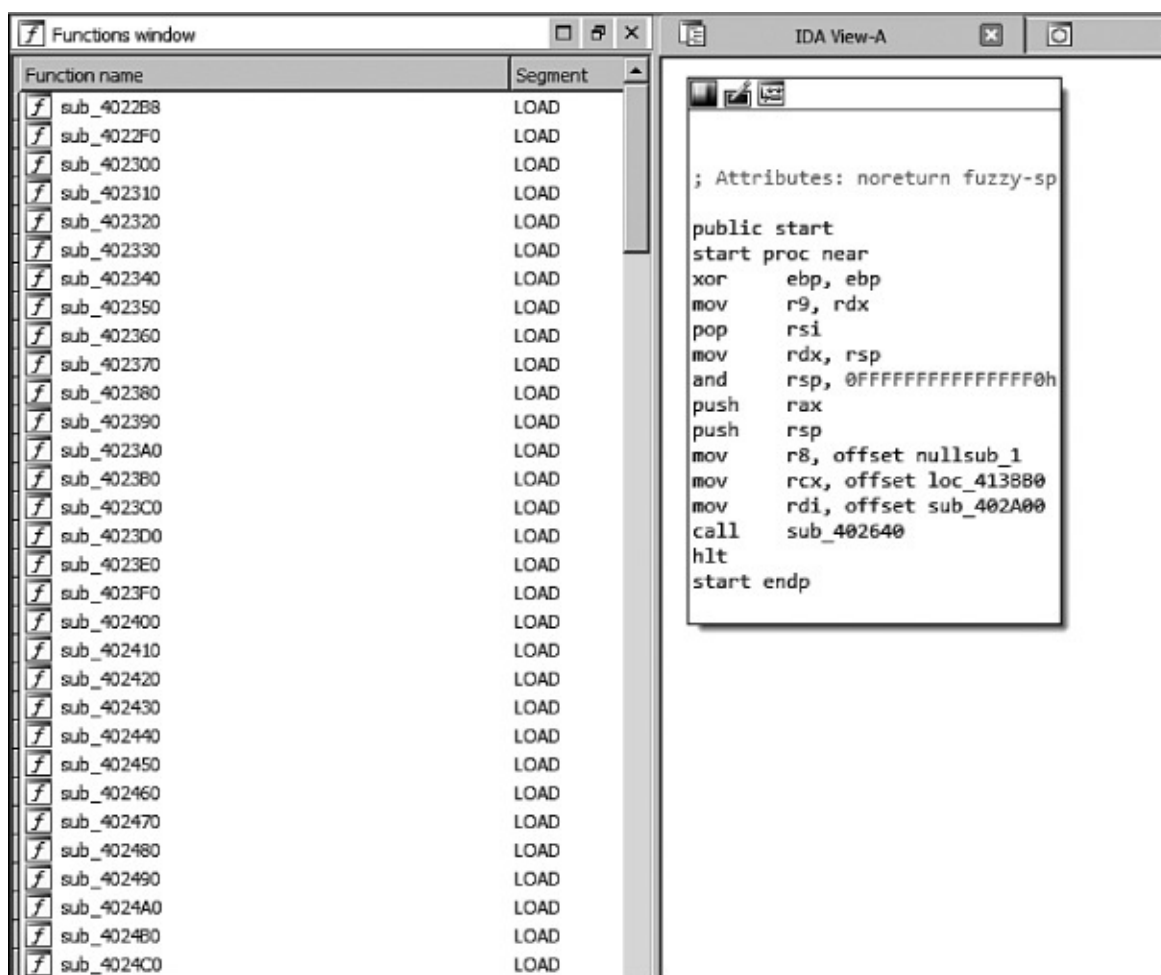 Functions window
IDA View-A
Function name Segment
sub_4022B8 LOAD
sub_4022F0 LOAD
sub_402300 LOAD
sub_402310 LOAD
sub_402320 LOAD
sub_402330 LOAD
sub_402340 LOAD
sub_402350 LOAD
sub_402360 LOAD
sub_402370 LOAD
sub_402380 LOAD
sub_402390 LOAD
sub_4023A0 LOAD
sub_4023B0 LOAD
sub_4023C0 LOAD
sub_4023D0 LOAD
sub_4023E0 LOAD
sub_4023F0 LOAD
sub_402400 LOAD
sub_402410 LOAD
sub_402420 LOAD
sub_402430 LOAD
sub_402440 LOAD
sub_402450 LOAD
sub_402460 LOAD
sub_402470 LOAD
sub_402480 LOAD
sub_402490 LOAD
sub_4024A0 LOAD
sub_4024B0 LOAD
sub_4024C0 LOAD
; Attributes: noreturn fuzzy-sp
public start
start proc near
xor ebp, ebp
mov r9, rdx
pop rsi
mov rdx, rsp
and rsp, 0FFFFFFFFFFFFFFF0h
push rax
push rsp
mov r8, offset nullsub_1
mov rcx, offset loc_413BB0
mov rdi, offset sub_402A00
call sub_402640
hlt
start endp